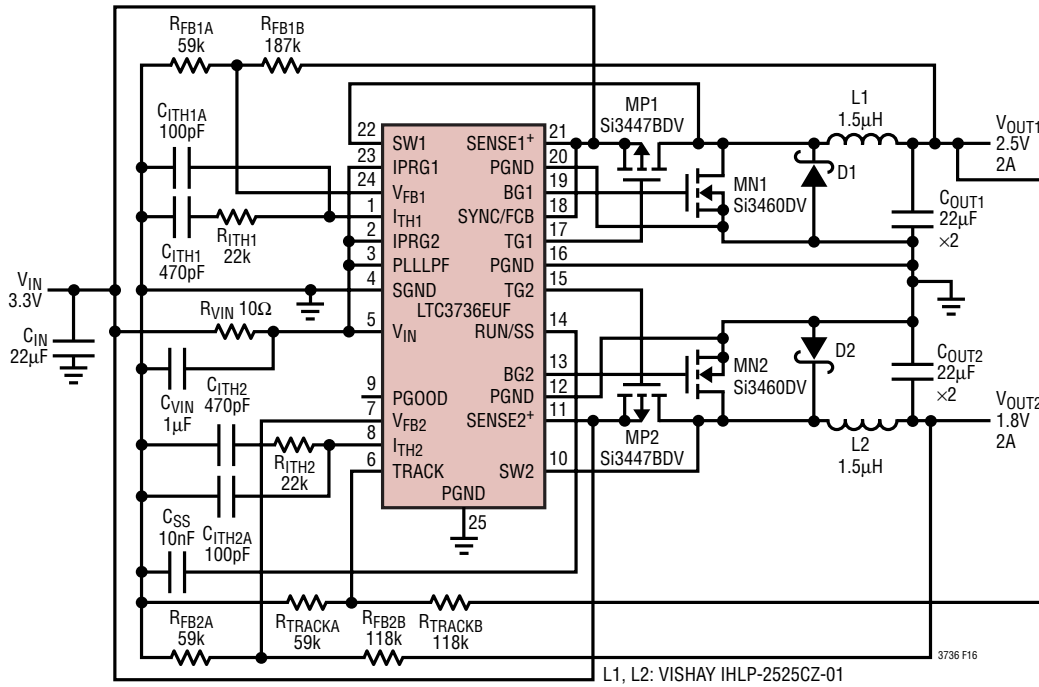 RFB1A
59k
RFB1B
187k
CITH1A
100pF
CITH1
470pF
RITH1
22k
VIN
3.3V
CIN
22µF
RVIN 10Ω
CVIN
1µF
CITH2
470pF
RITH2
22k
CITH2A
100pF
CSS
10nF
RFB2A
59k
RTRACKA
59k
RFB2B
118k
RTRACKB
118k
22
SW1
23
IPRG1
24
VFB1
1
ITH1
2
IPRG2
3
PLLLPF
4
SGND
LTC3736EUF
5
VIN
9
PGOOD
7
VFB2
8
ITH2
6
TRACK
PGND
25
SENSE1+
21
PGND
20
BG1
19
SYNC/FCB
18
TG1
17
PGND
16
TG2
15
RUN/SS
14
BG2
13
PGND
12
SENSE2+
11
SW2
10
MP1
Si3447BDV
MN1
Si3460DV
D1
L1
1.5µH
VOUT1
2.5V
2A
COUT1
22µF
×2
MN2
Si3460DV
MP2
Si3447BDV
D2
L2
1.5µH
COUT2
22µF
×2
VOUT2
1.8V
2A
3736 F16
L1, L2: VISHAY IHLP-2525CZ-01